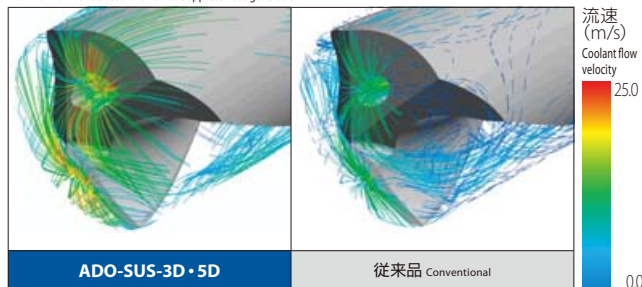 流速
(m/s)
Coolant flow
velocity
25.0
0.0
ADO-SUS-3D・5D
従来品 Conventional